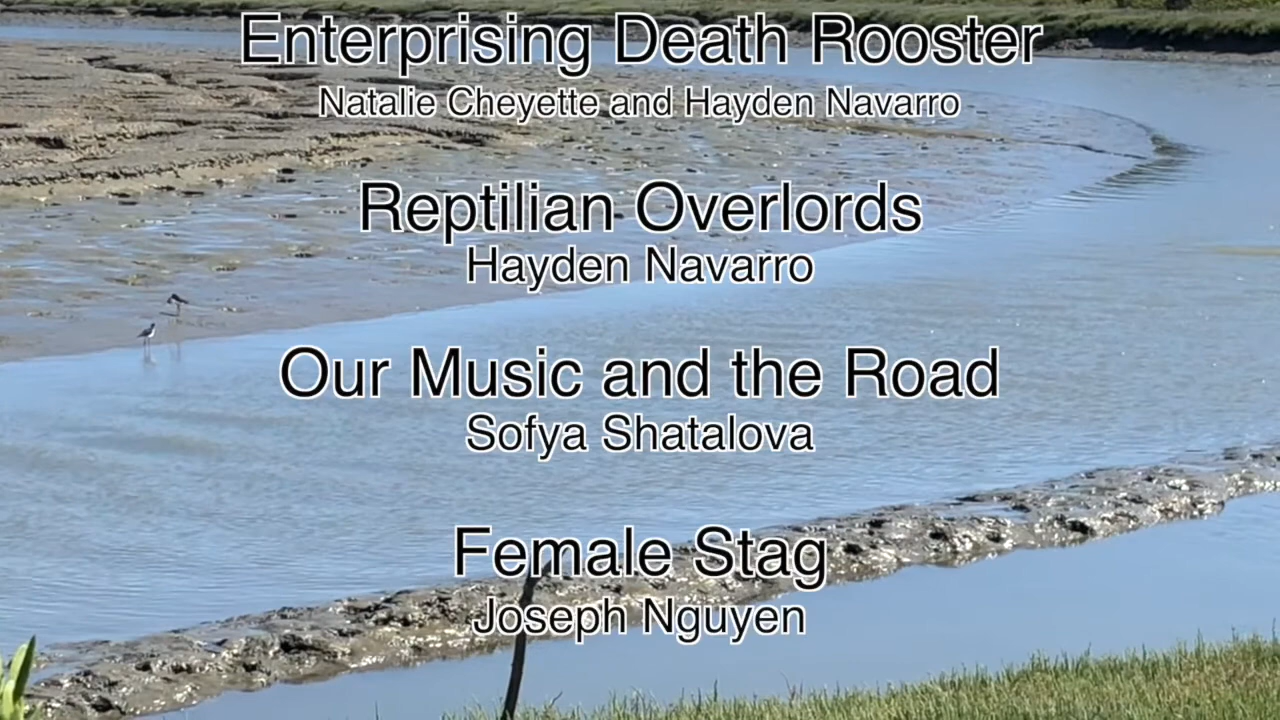 Enterprising Death Rooster
Natalie Cheyette and Hayden Navarro
Reptilian Overlords
Hayden Navarro
Our Music and the Road
Sofya Shatalova
Female Stag
Joseph Nguyen